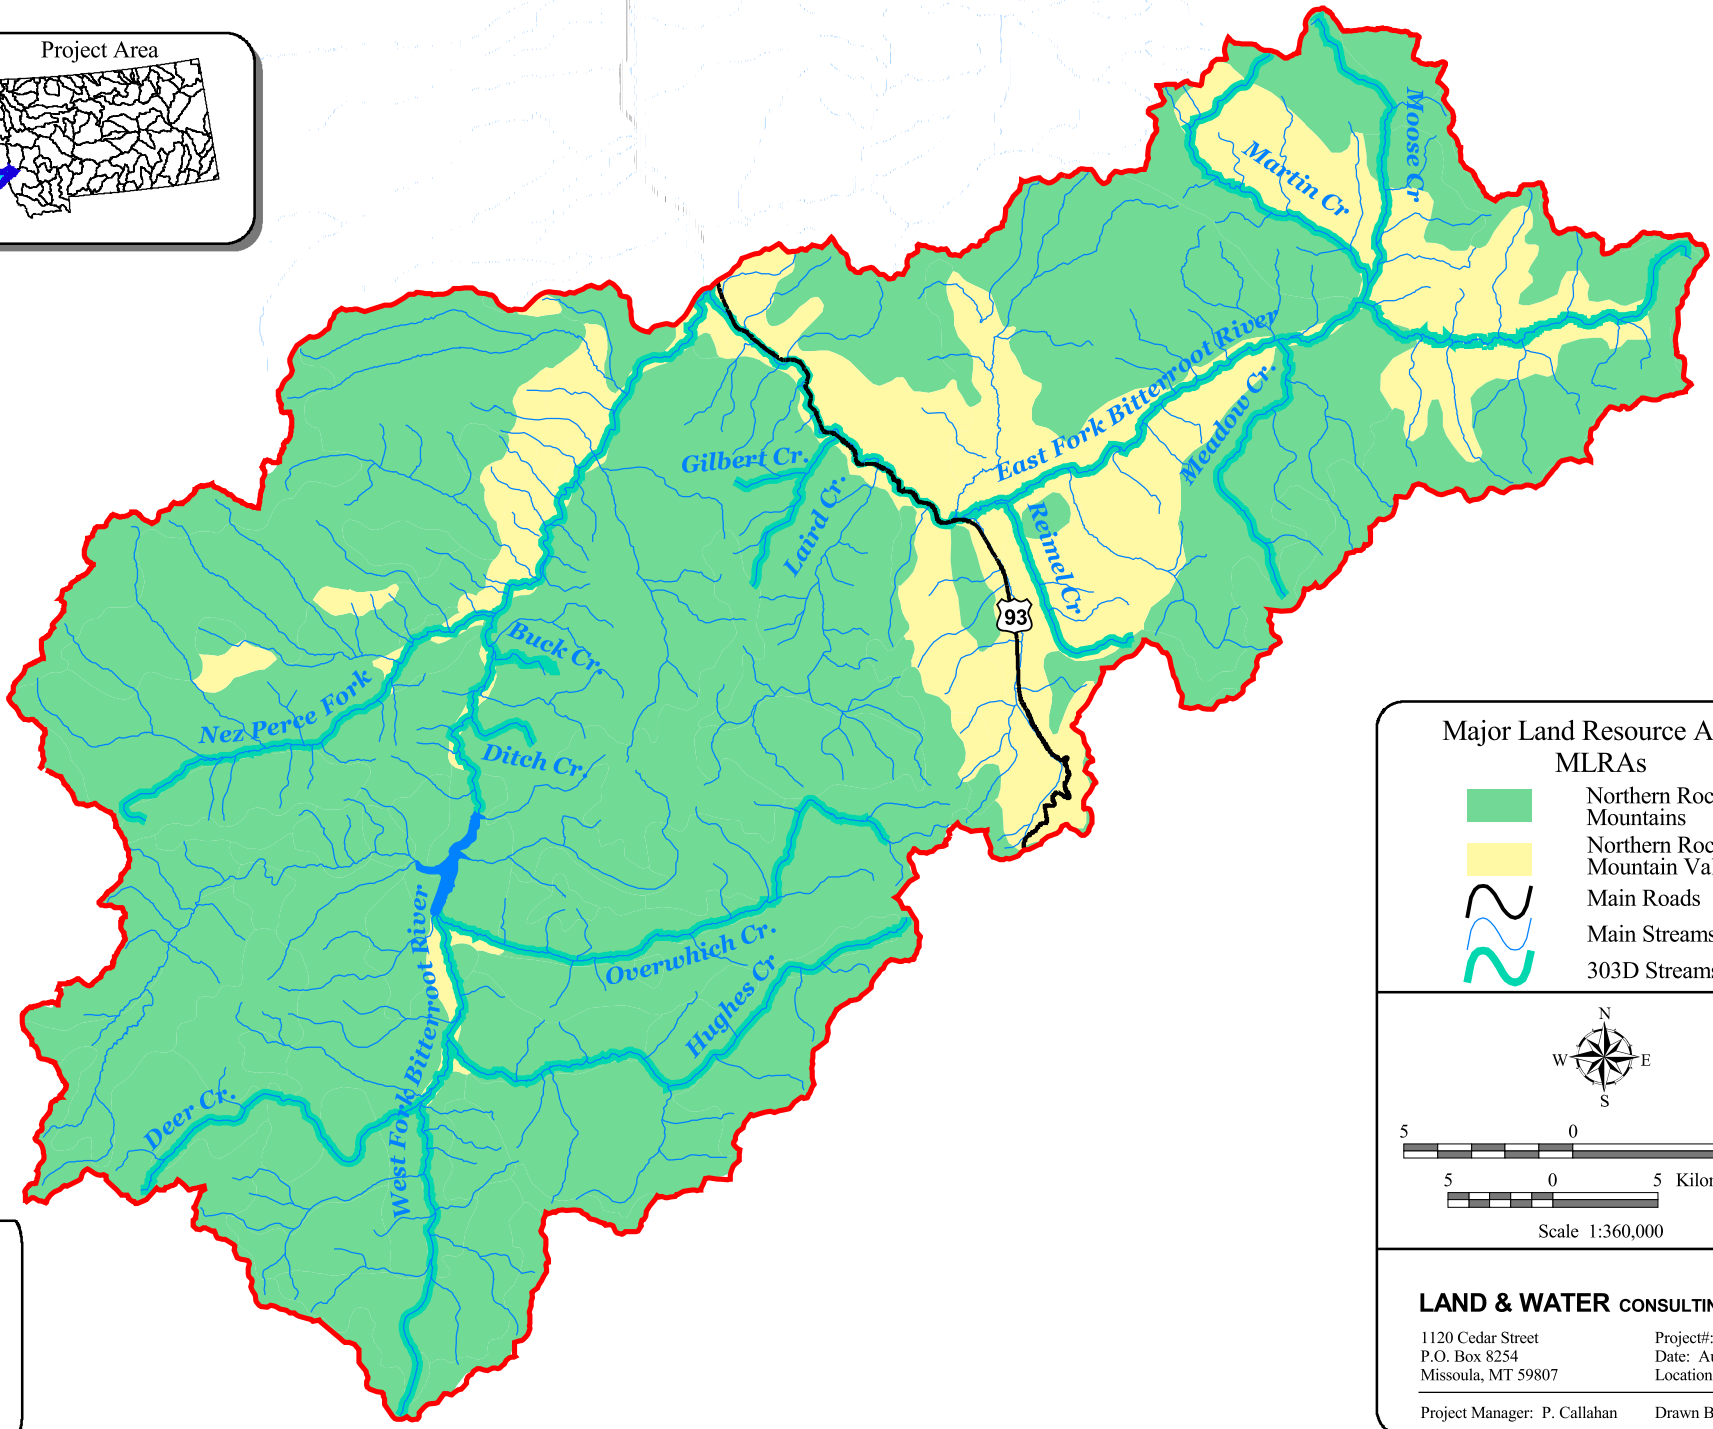 Project Area
Moose Cr
Martin Cr
East Fork Bitterroot River
Meadow Cr.
Gilbert Cr.
Laird Cr.
Reimel Cr
93
Buck Cr.
Nez Perce Fork
Ditch Cr.
Overwhich Cr.
Hughes Cr
West Fork Bitterroot River
Deer Cr.
Major Land Resource A
MLRAs
Northern Roc
Mountains
Northern Roc
Mountain Val
Main Roads
Main Streams
303D Streams
N
W E
S
5 0
5 0 5 Kilo
Scale 1:360,000
LAND & WATER CONSULTIN
1120 Cedar Street
P.O. Box 8254
Missoula, MT 59807
Project#:
Date: Au
Location
Project Manager: P. Callahan
Drawn B